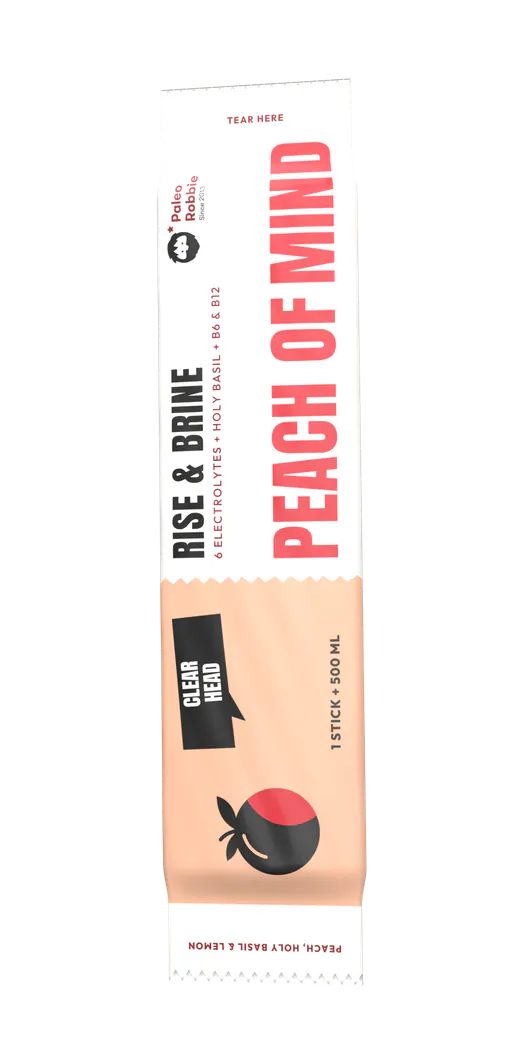 TEAR HERE
Paleo
Robbie
Since 2013
RISE & BRINE
6 ELECTROLYTES + HOLY BASIL + B6 & B12
PEACH OF MIND
CLEAR
HEAD
1 STICK + 500 ML
PEACH, HOLY BASIL & LEMON